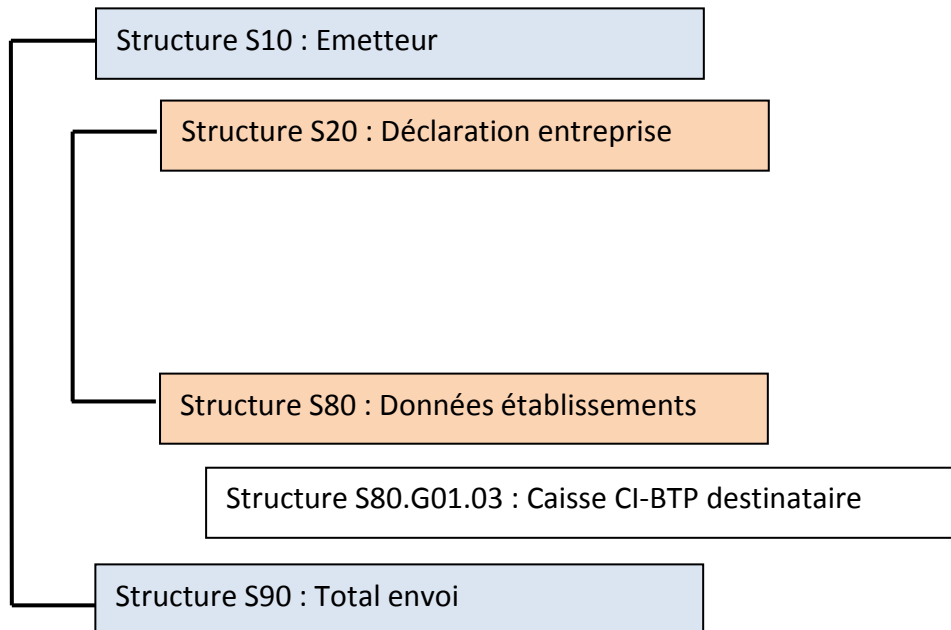 Structure S10 : Emetteur
Structure S20 : Déclaration entreprise
Structure S80 : Données établissements
Structure S80.G01.03 : Caisse CI-BTP destinataire
Structure S90 : Total envoi